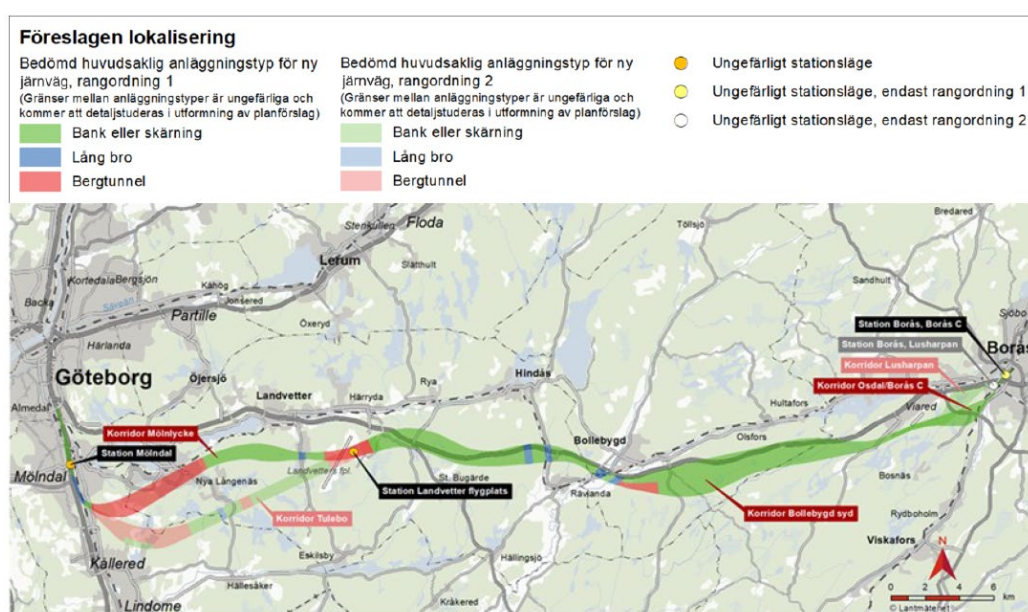 Föreslagen lokalisering
Bedömd huvudsaklig anläggningstyp för ny
järnväg, rangordning 1
(Gränser mellan anläggningstyper är ungefärliga och
kommer att detaljstuderas i utformning av planförslag)
Bank eller skärning
Lång bro
Bergtunnel
Bedömd huvudsaklig anläggningstyp för ny
järnväg, rangordning 2
(Gränser mellan anläggningstyper är ungefärliga och
kommer att detaljstuderas i utformning av planförslag)
Bank eller skärning
Lång bro
Bergtunnel
Ungefärligt stationsläge
Ungefärligt stationsläge, endast rangordning 1
Ungefärligt stationsläge, endast rangordning 2
Bredared
Stenkullen
Floda
Töllsjö
Lerum
Slätthult
Kortedala
Bergsjön
Kåhög
Jonsered
Backa
Säveån
Partille
Öxeryd
Sandhult
Sjöbo
Härlanda
Station Borås, Borås C
Station Borås, Lusharpan
Borås
Korridor Lusharpan
Göteborg
Öjersjö
Rya
Hindås
Korridor Osdal/Borås C
Almedal
Landvetter
Härryda
Hultafors
Viared
Korridor Mölnlycke
Bollebygd
Olsfors
Station Mölndal
Mölndal
Nya Långenäs
Landvetters fpl.
St. Bugärde
Bosnäs
Station Landvetter flygplats
Rävlanda
Korridor Tulebo
Korridor Bollebygd syd
Rydboholm
Viskafors
N
Kållered
Eskilsby
Hällingsjö
Hällesåker
Kråkered
Lindome
0 2 4 6
km
© Lantmäteriet